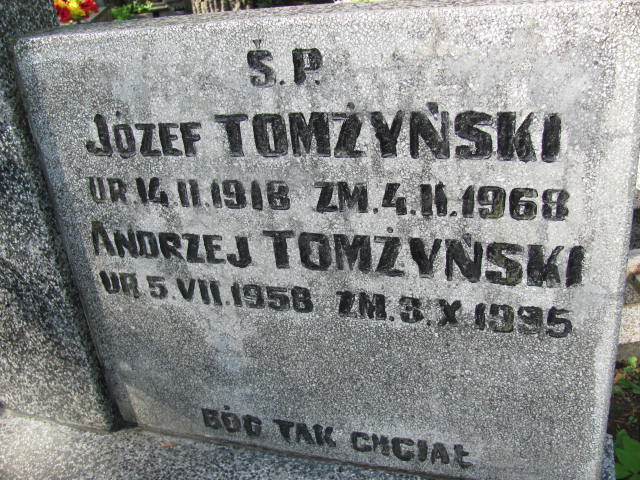 Ś.P.
JÓZEF TOMŻYŃSKI
UR.14.II.1918 ZM.4.II.1968
ANDRZEJ TOMŻYŃSKI
UR 5.VII.1958 ZM.3.X 1995
BÓG TAK CHCIAŁ